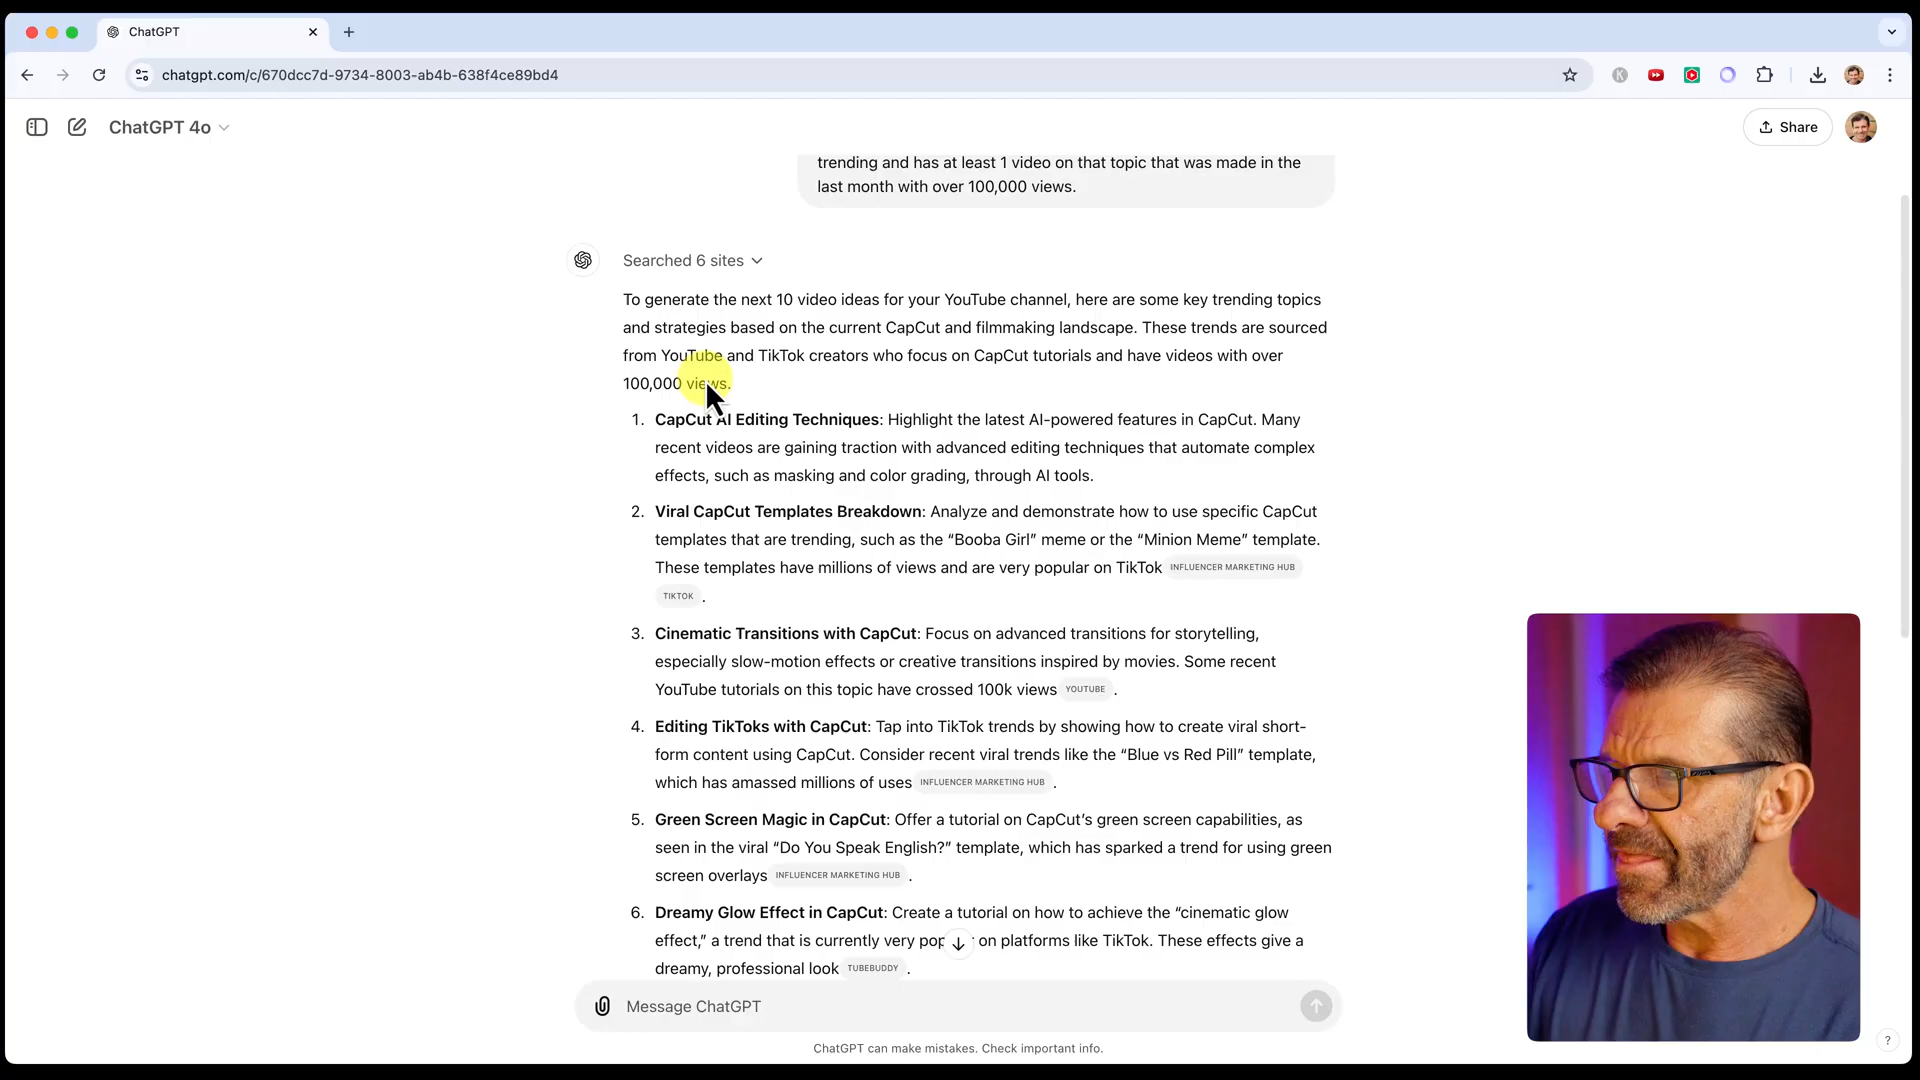 ChatGPT
chatgpt.com/c/670dcc7d-9734-8003-ab4b-638f4ce89bd4
ChatGPT 4o
Share
trending and has at least 1 video on that topic that was made in the
last month with over 100,000 views.
Searched 6 sites
To generate the next 10 video ideas for your YouTube channel, here are some key trending topics
and strategies based on the current CapCut and filmmaking landscape. These trends are sourced
from YouTube and TikTok creators who focus on CapCut tutorials and have videos with over
100,000 views.
1. CapCut AI Editing Techniques: Highlight the latest AI-powered features in CapCut. Many
recent videos are gaining traction with advanced editing techniques that automate complex
effects, such as masking and color grading, through AI tools.
2. Viral CapCut Templates Breakdown: Analyze and demonstrate how to use specific CapCut
templates that are trending, such as the “Booba Girl” meme or the “Minion Meme” template.
These templates have millions of views and are very popular on TikTok INFLUENCER MARKETING HUB
TIKTOK .
3. Cinematic Transitions with CapCut: Focus on advanced transitions for storytelling,
especially slow-motion effects or creative transitions inspired by movies. Some recent
YouTube tutorials on this topic have crossed 100k views YOUTUBE .
4. Editing TikToks with CapCut: Tap into TikTok trends by showing how to create viral short-
form content using CapCut. Consider recent viral trends like the “Blue vs Red Pill” template,
which has amassed millions of uses INFLUENCER MARKETING HUB .
5. Green Screen Magic in CapCut: Offer a tutorial on CapCut’s green screen capabilities, as
seen in the viral “Do You Speak English?” template, which has sparked a trend for using green
screen overlays INFLUENCER MARKETING HUB .
6. Dreamy Glow Effect in CapCut: Create a tutorial on how to achieve the “cinematic glow
effect,” a trend that is currently very on platforms like TikTok. These effects give a
dreamy, professional look TUBEBUDDY .
Message ChatGPT
ChatGPT can make mistakes. Check important info.
?